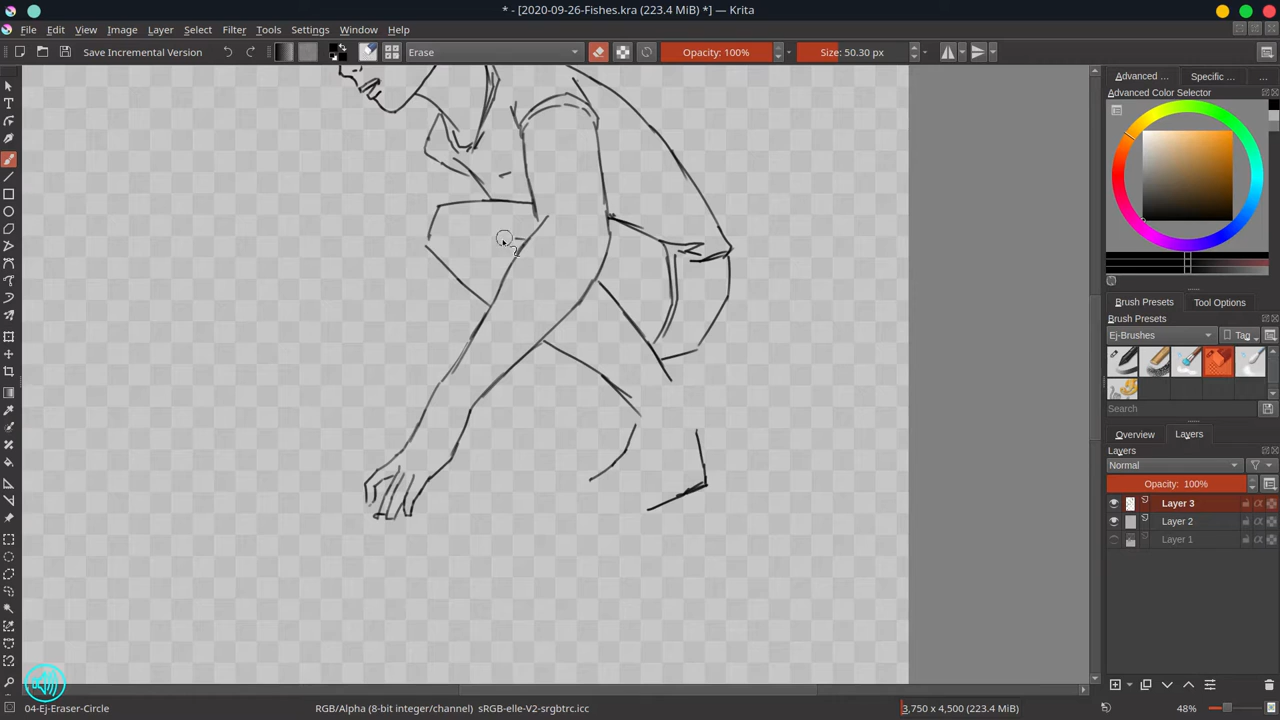 * - [2020-09-26-Fishes.kra (223.4 MiB) *] — Krita
File Edit View Image Layer Select Filter Tools Settings Window Help
Save Incremental Version Erase Opacity: 100% Size: 50.30 px
Advanced ... Specific ... ...
Advanced Color Selector
Brush Presets Tool Options
Brush Presets
Ej-Brushes Tag
Search
Overview Layers
Layers
Normal
Opacity: 100%
Layer 3
Layer 2
Layer 1
04-Ej-Eraser-Circle RGB/Alpha (8-bit integer/channel) sRGB-elle-V2-srgbtrc.icc 3,750 x 4,500 (223.4 MiB) 48%